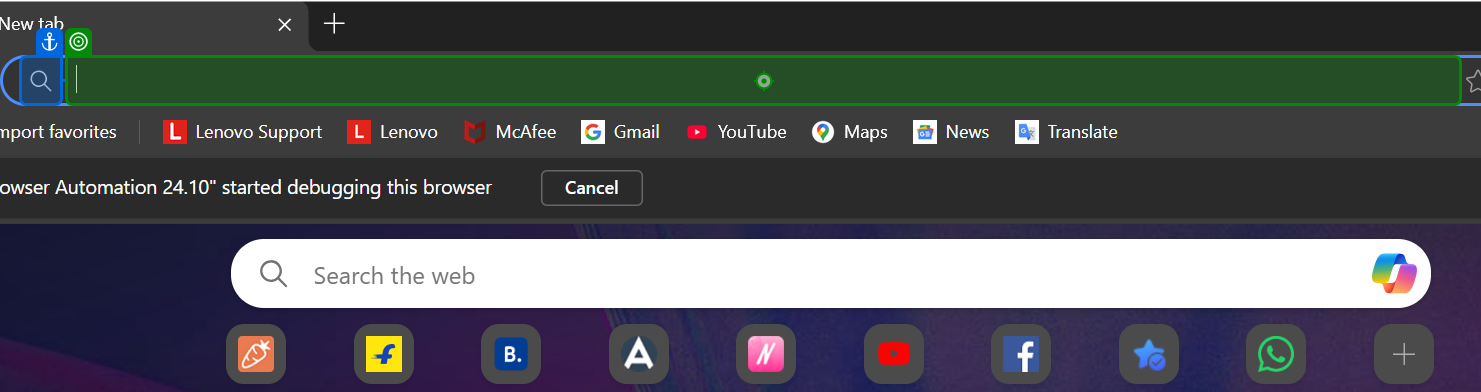 New tab
mport favorites
Lenovo Support
Lenovo
McAfee
Gmail
YouTube
Maps
News
Translate
owser Automation 24.10" started debugging this browser
Cancel
Search the web
B.